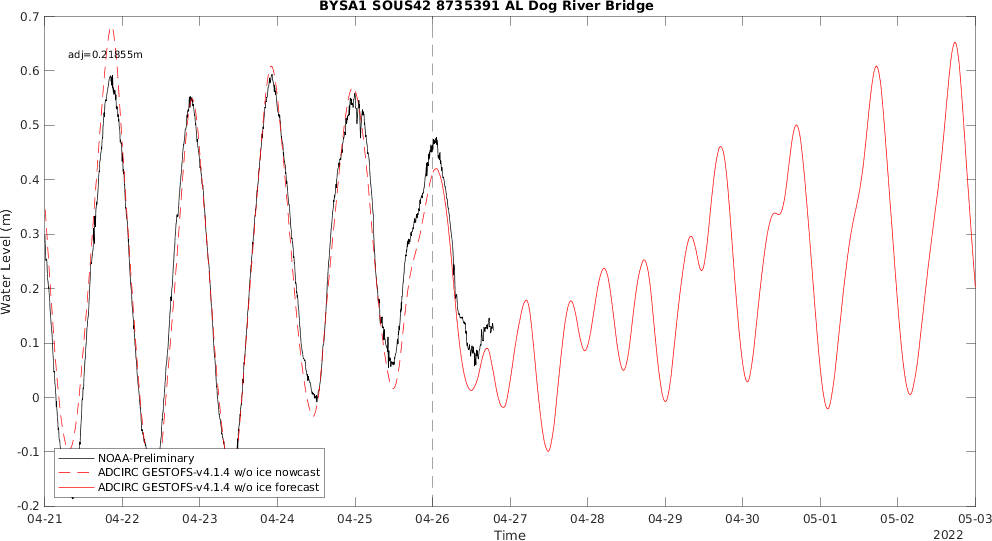 BYSA1 SOUS42 8735391 AL Dog River Bridge
adj=0.21855m
Water Level (m)
0.7
0.6
0.5
0.4
0.3
0.2
0.1
0
-0.1
-0.2
NOAA-Preliminary
ADCIRC GESTOFS-v4.1.4 w/o ice nowcast
ADCIRC GESTOFS-v4.1.4 w/o ice forecast
04-21 04-22 04-23 04-24 04-25 04-26 04-27 04-28 04-29 04-30 05-01 05-02 05-03
Time
2022